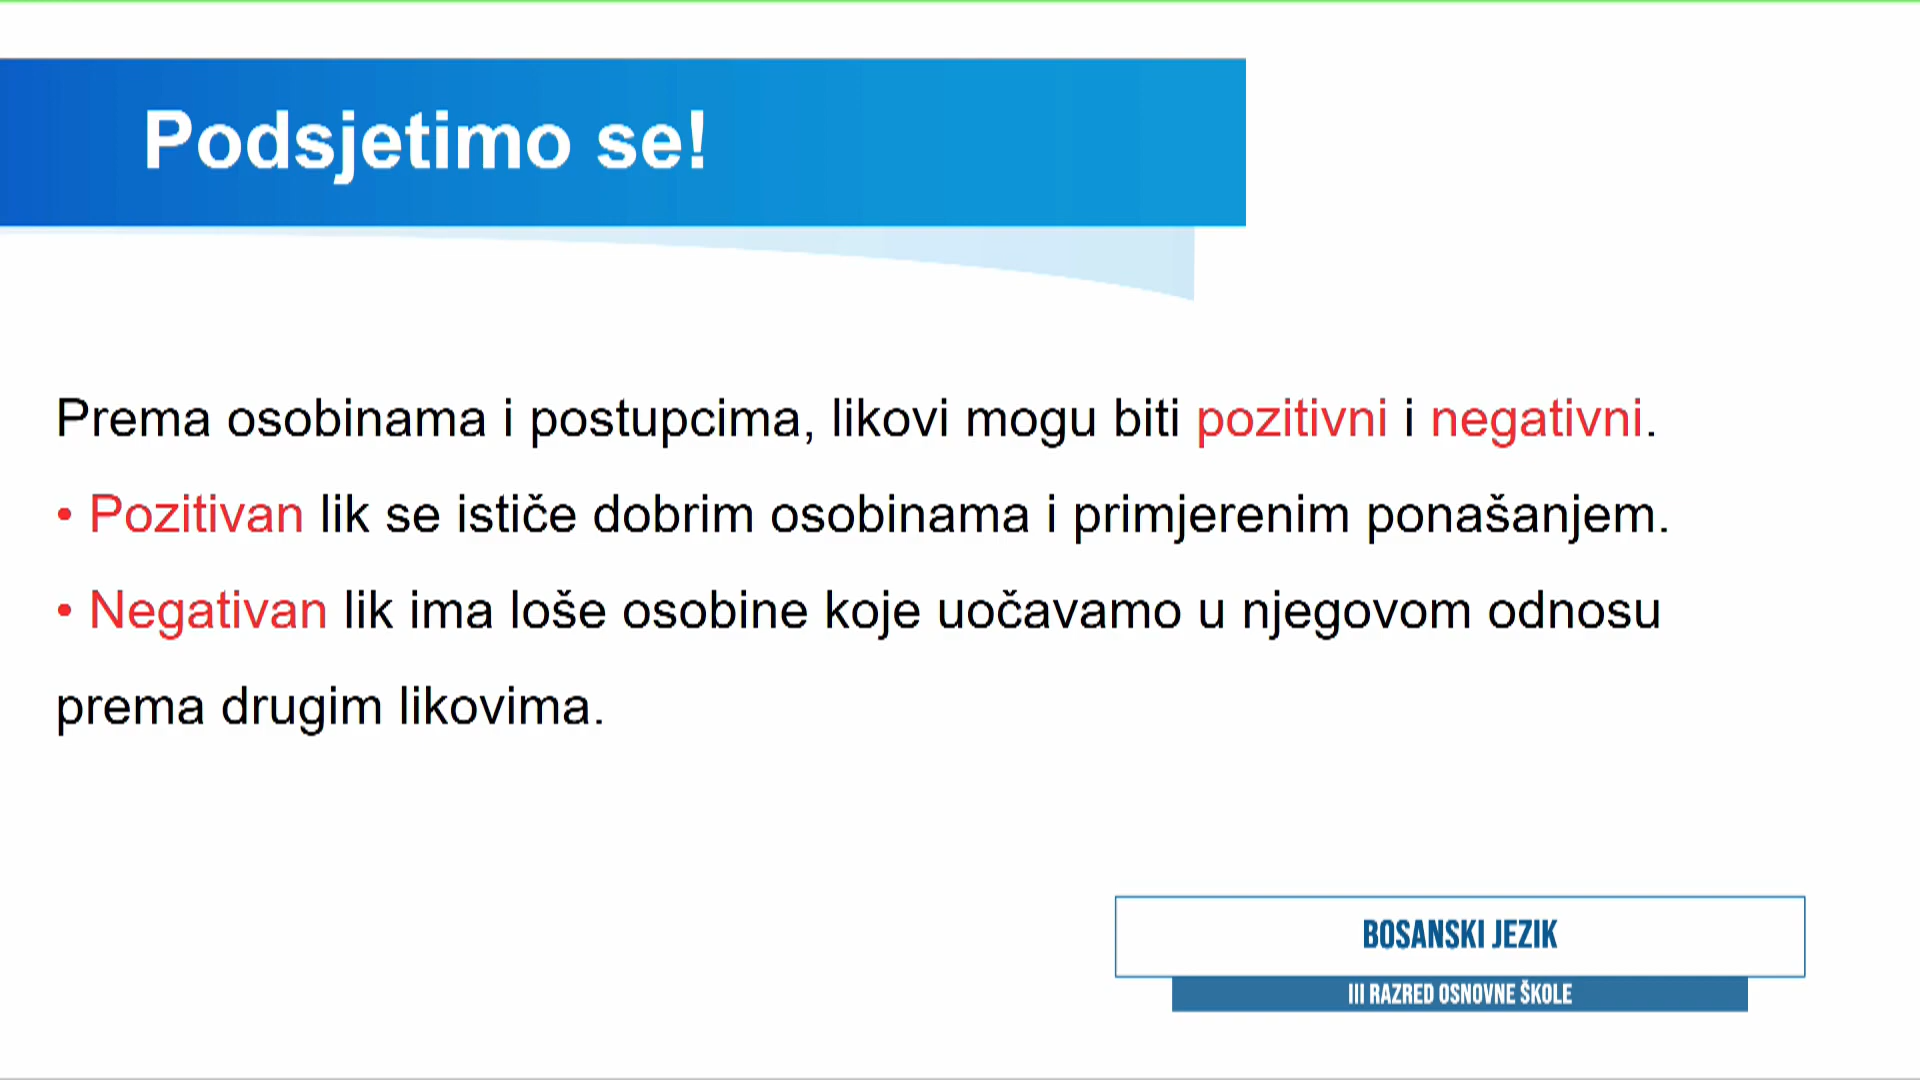 Podsjetimo se!
Prema osobinama i postupcima, likovi mogu biti pozitivni i negativni.
• Pozitivan lik se ističe dobrim osobinama i primjerenim ponašanjem.
• Negativan lik ima loše osobine koje uočavamo u njegovom odnosu
prema drugim likovima.
BOSANSKI JEZIK
III RAZRED OSNOVNE ŠKOLE